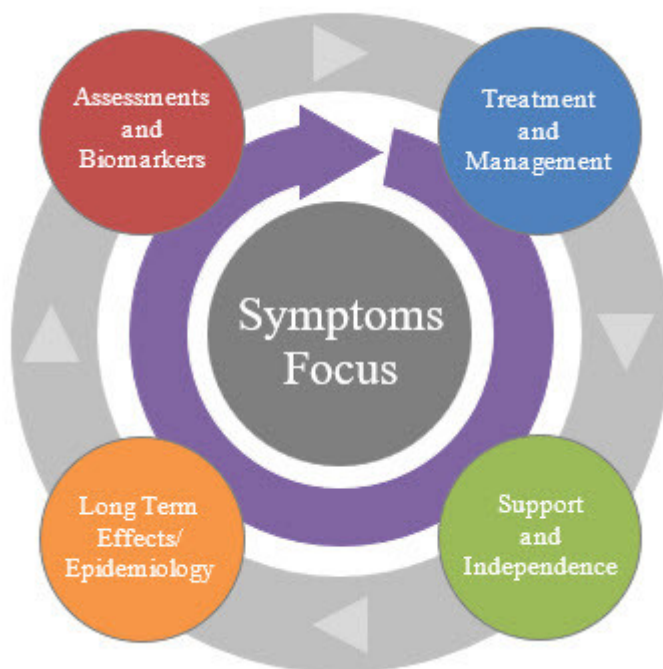 Assessments
and
Biomarkers
Treatment
and
Management
Symptoms
Focus
Long Term
Effects/
Epidemiology
Support
and
Independence